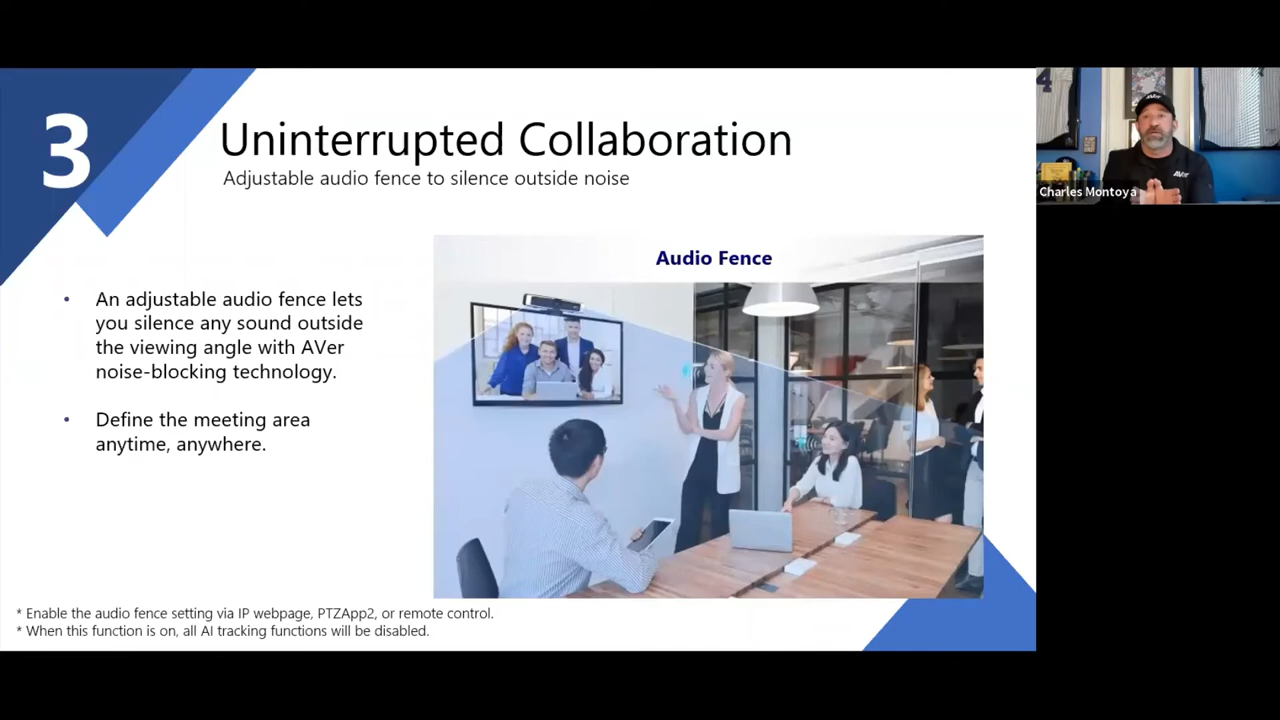 3
Uninterrupted Collaboration
Adjustable audio fence to silence outside noise
Audio Fence
• An adjustable audio fence lets
you silence any sound outside
the viewing angle with AVer
noise-blocking technology.
• Define the meeting area
anytime, anywhere.
* Enable the audio fence setting via IP webpage, PTZApp2, or remote control.
* When this function is on, all AI tracking functions will be disabled.
AVer
AVer
4
Charles Montoya